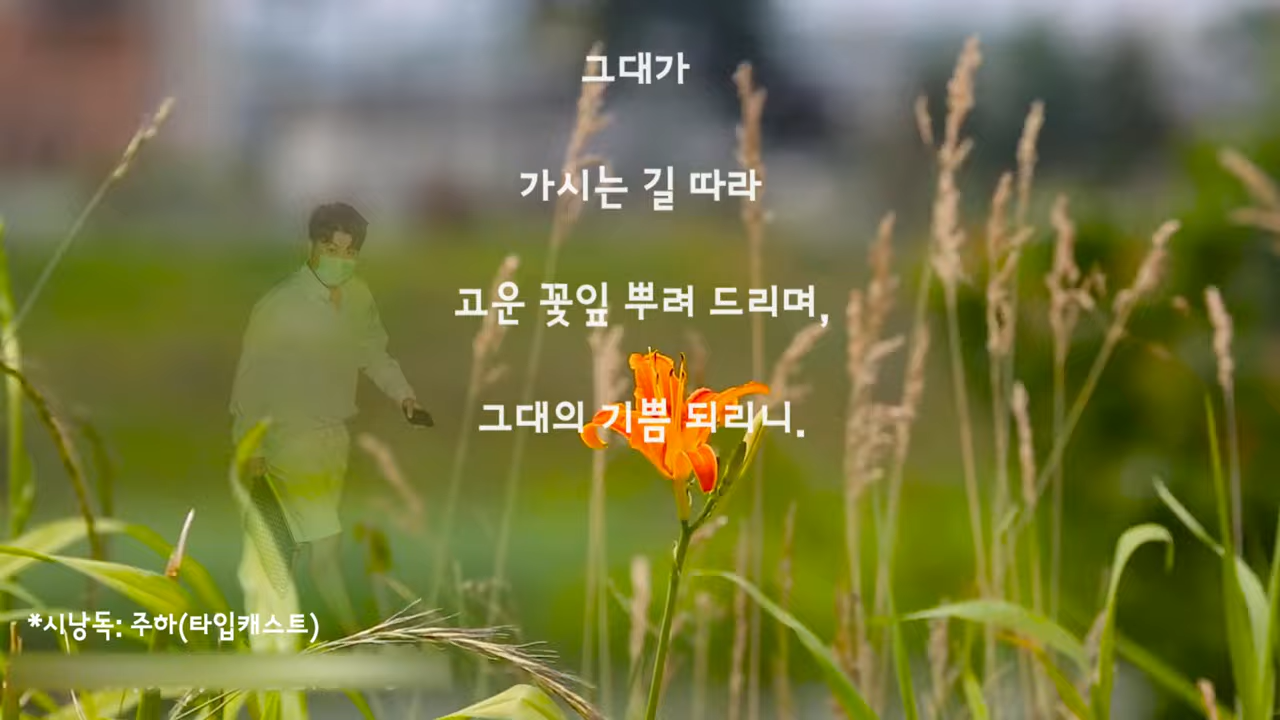 그대가
가시는 길 따라
고운 꽃잎 뿌려 드리며,
그대의 기쁨 되리니.
*시낭독: 주하(타입캐스트)